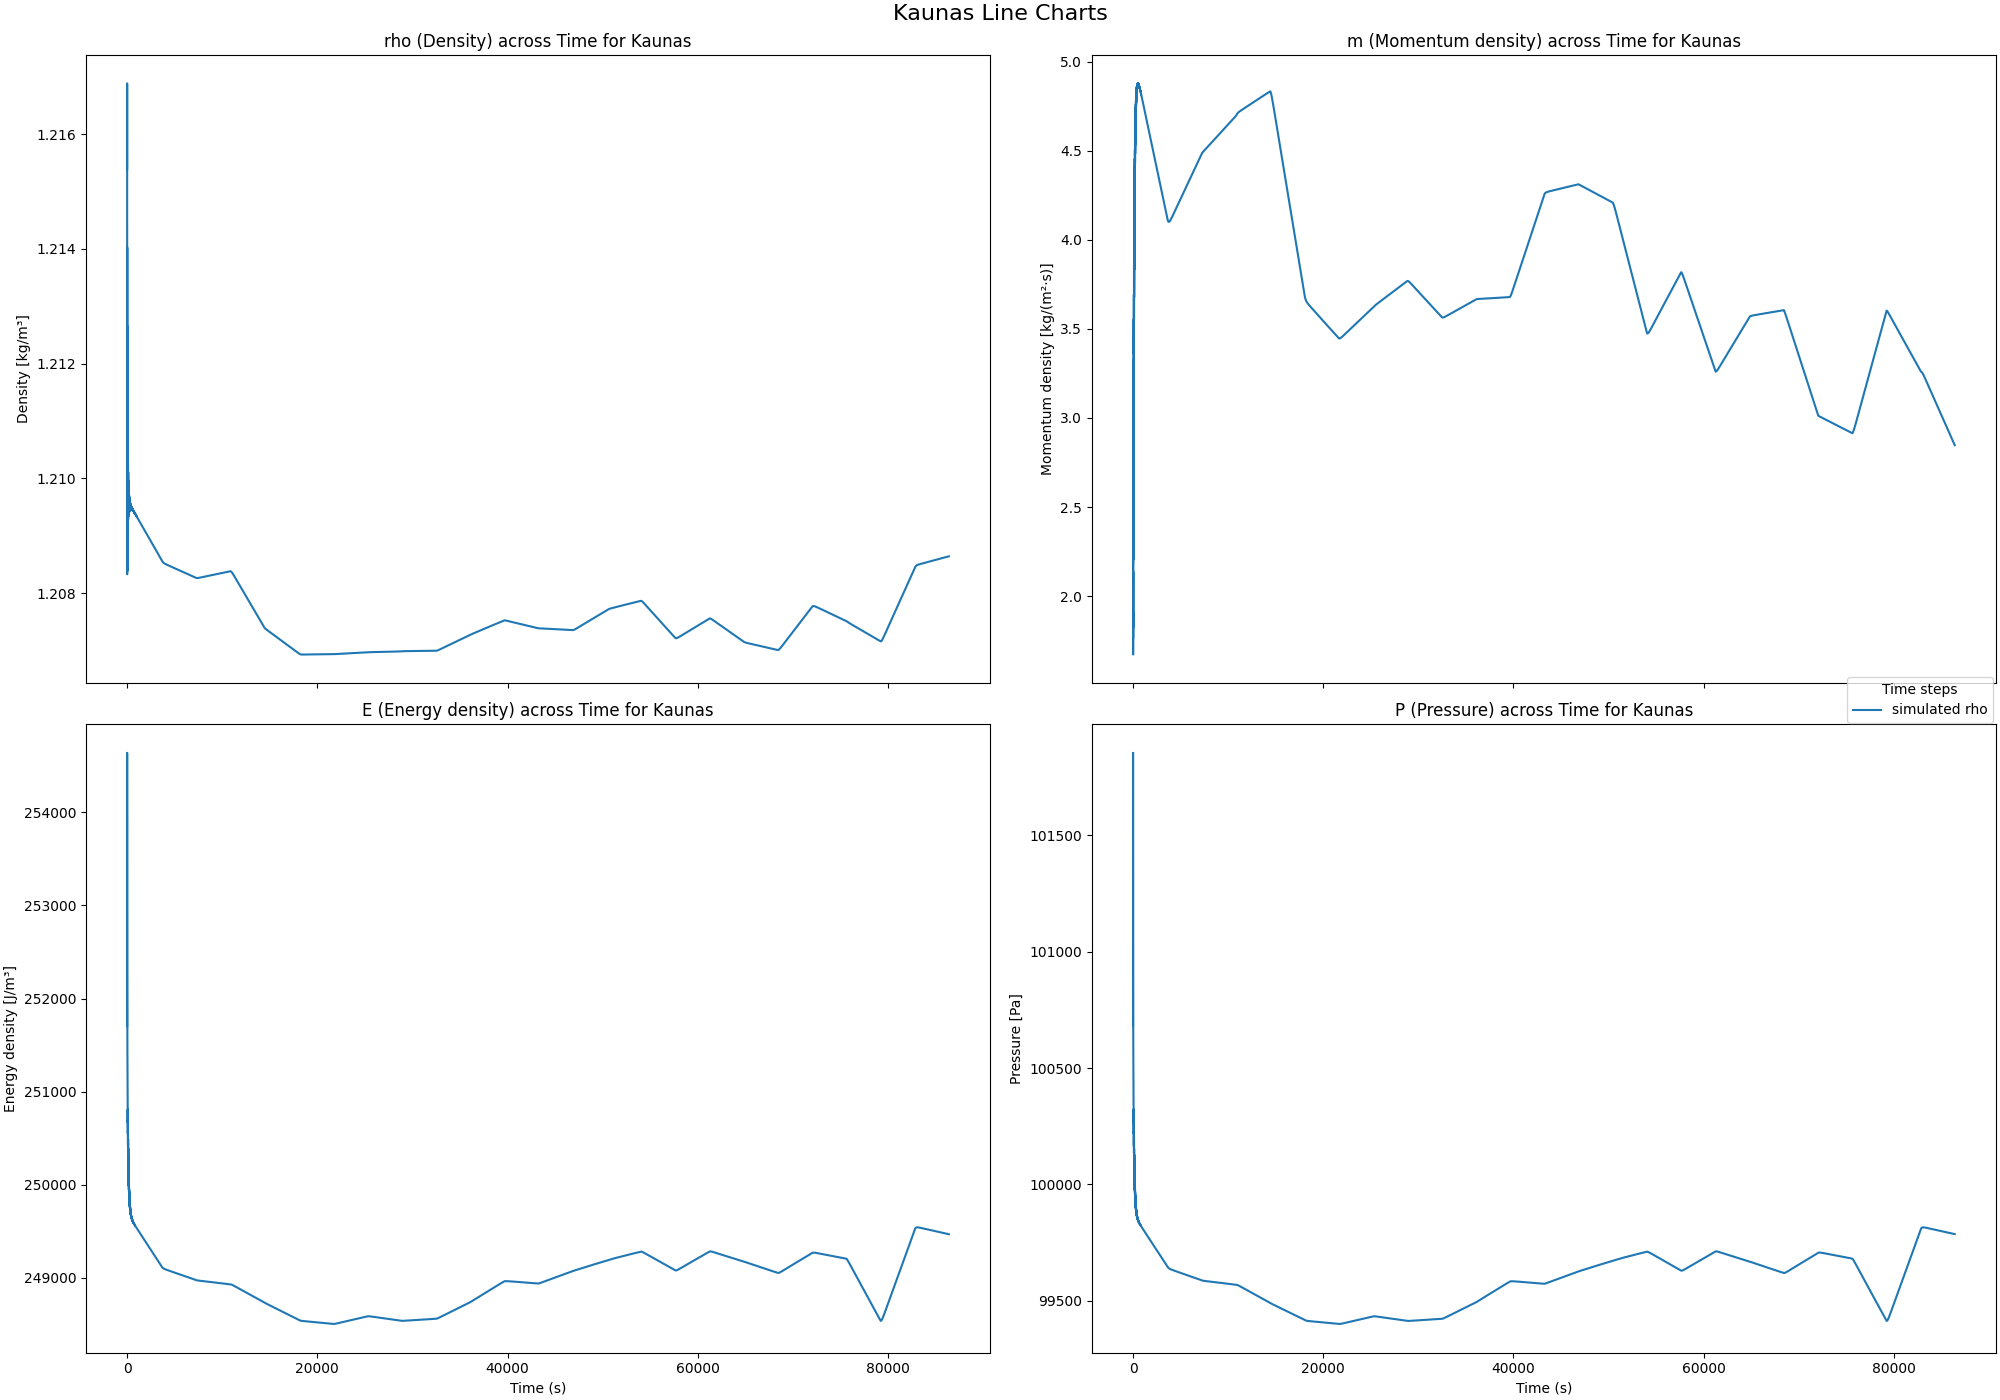 Kaunas Line Charts
rho (Density) across Time for Kaunas
Density [kg/m³]
1.216
1.214
1.212
1.210
1.208
m (Momentum density) across Time for Kaunas
Momentum density [kg/(m²·s)]
5.0
4.5
4.0
3.5
3.0
2.5
2.0
Time steps
simulated rho
E (Energy density) across Time for Kaunas
Energy density [J/m³]
254000
253000
252000
251000
250000
249000
0 20000 40000 60000 80000
Time (s)
P (Pressure) across Time for Kaunas
Pressure [Pa]
101500
101000
100500
100000
99500
0 20000 40000 60000 80000
Time (s)